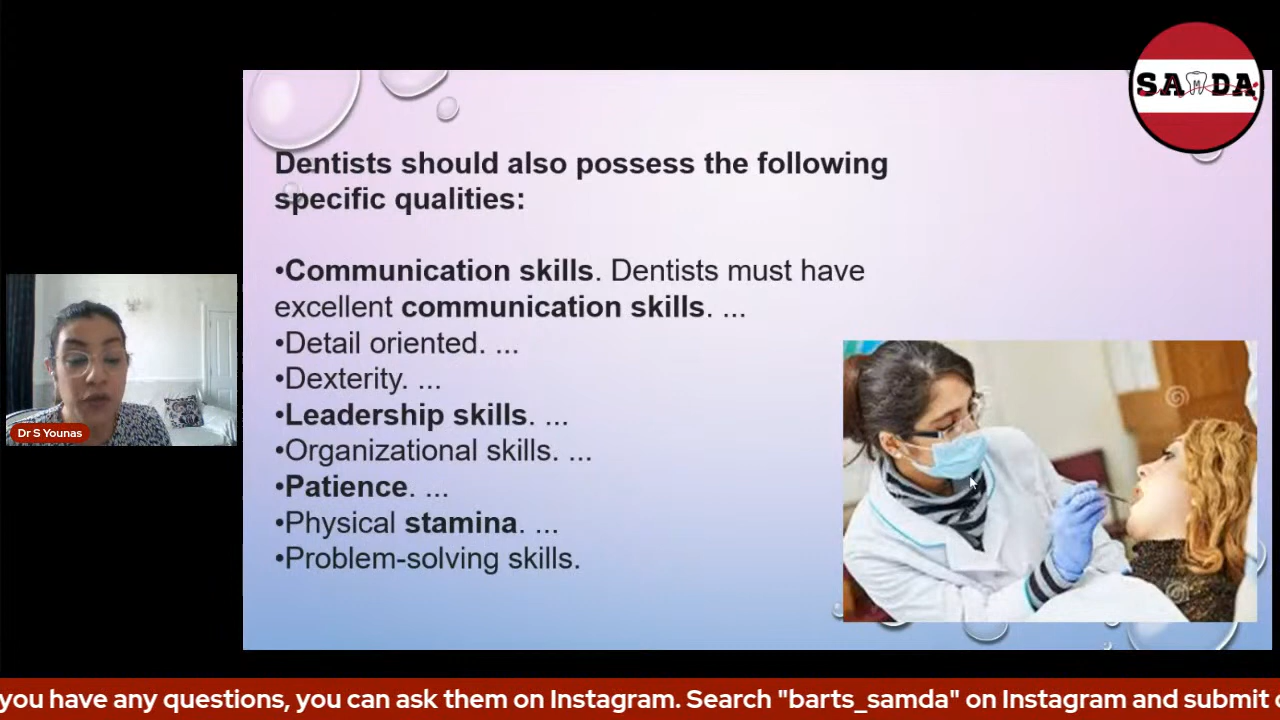 SAMDA
Dentists should also possess the following
specific qualities:
•Communication skills. Dentists must have
excellent communication skills. ...
•Detail oriented. ...
•Dexterity. ...
•Leadership skills. ...
•Organizational skills. ...
•Patience. ...
•Physical stamina. ...
•Problem-solving skills.
Dr S Younas
you have any questions, you can ask them on Instagram. Search "barts_samda" on Instagram and submit